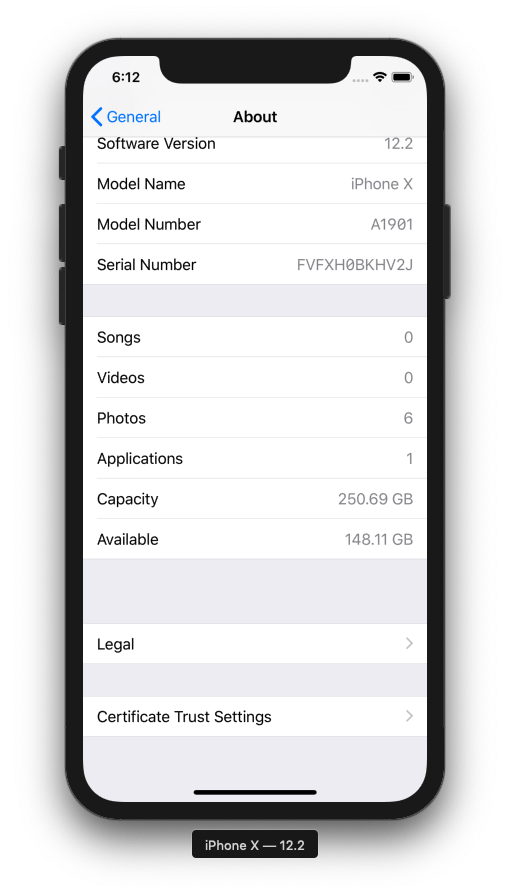 6:12
General About
Software Version 12.2
Model Name iPhone X
Model Number A1901
Serial Number FVFXH0BKHV2J
Songs 0
Videos 0
Photos 6
Applications 1
Capacity 250.69 GB
Available 148.11 GB
Legal
Certificate Trust Settings
iPhone X — 12.2